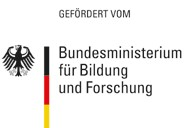 GEFÖRDERT VOM
Bundesministerium
für Bildung
und Forschung